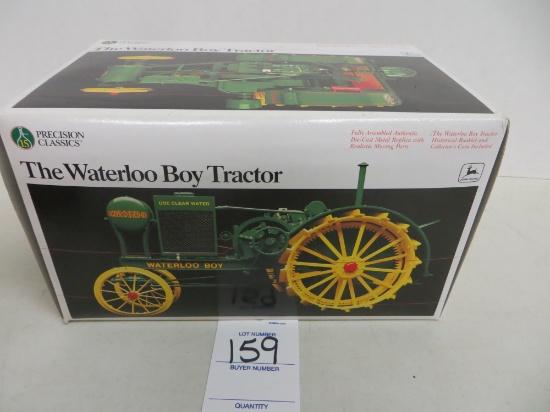 The Waterloo Boy Tractor
15
PRECISION
CLASSICS
Fully Assembled Authentic
Die-Cast Metal Replica with
Realistic Moving Parts
The Waterloo Boy Tractor
Historical Booklet and
Collector's Coin Included
The Waterloo Boy Tractor
USE CLEAN WATER
WATERLOO BOY
LOT NUMBER
159
BUYER NUMBER
QUANTITY